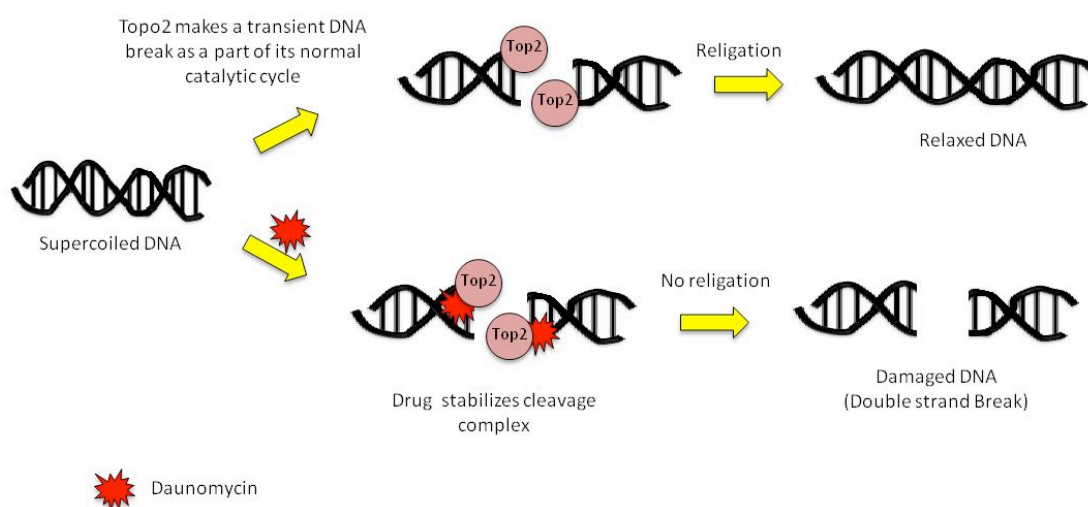 Topo2 makes a transient DNA
break as a part of its normal
catalytic cycle
Top2
Top2
Religation
Relaxed DNA
Supercoiled DNA
Top2
Top2
No religation
Drug stabilizes cleavage
complex
Damaged DNA
(Double strand Break)
Daunomycin